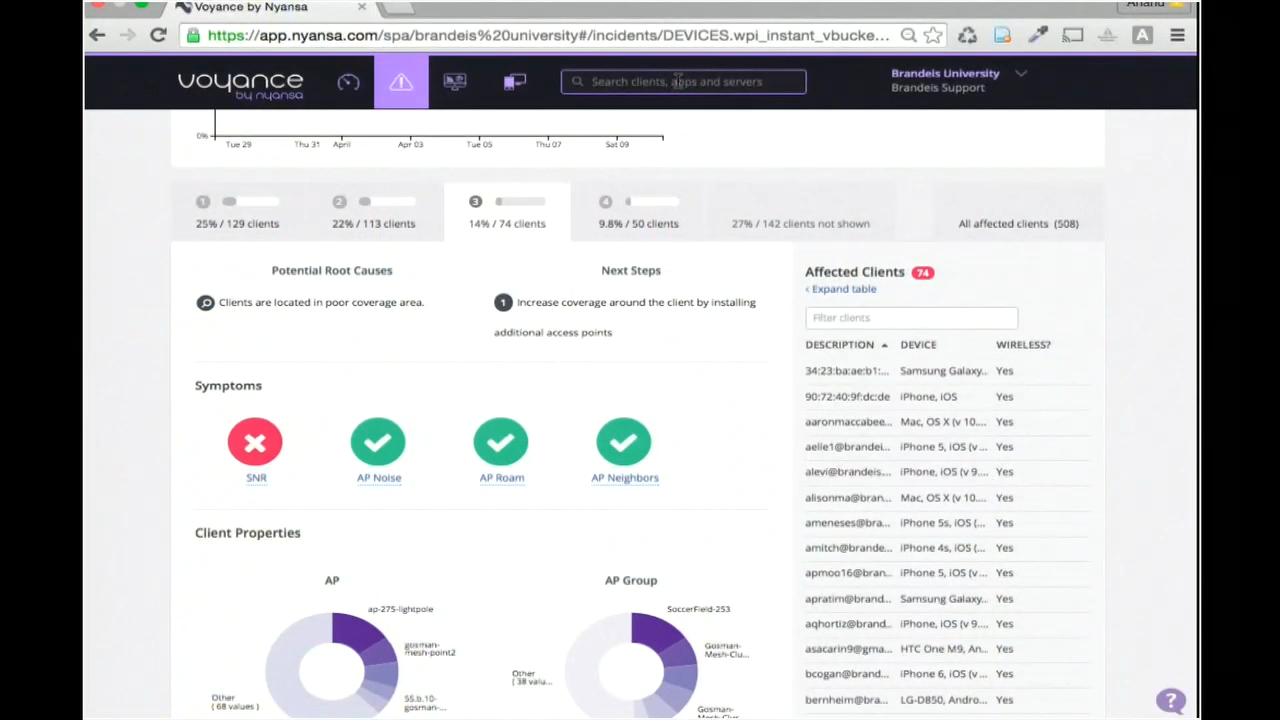 Voyance by Nyansa
Anand
https://app.nyansa.com/spa/brandeis%20university#/incidents/DEVICES.wpi_instant_vbucke...
A
voyance
by nyansa
Search clients, apps and servers
Brandeis University
Brandeis Support
0%
Tue 29 Thu 31 April Apr 03 Tue 05 Thu 07 Sat 09
1 2 3 4
25% / 129 clients 22% / 113 clients 14% / 74 clients 9.8% / 50 clients 27% / 142 clients not shown All affected clients (508)
Potential Root Causes
Clients are located in poor coverage area.
Next Steps
1 Increase coverage around the client by installing
additional access points
Symptoms
SNR AP Noise AP Roam AP Neighbors
Client Properties
AP
ap-275-lightpole
gosman-
mesh-point2
55.b.10-
gosman-...
Other
( 68 values )
AP Group
SoccerField-253
Gosman-
Mesh-Clu...
Gosman-
Mesh-Clus...
Other
( 38 valu...
Affected Clients 74
‹ Expand table
Filter clients
DESCRIPTION DEVICE WIRELESS?
34:23:ba:ae:b1:... Samsung Galaxy... Yes
90:72:40:9f:dc:de iPhone, iOS Yes
aaronmaccabee... Mac, OS X (v 10.... Yes
aelie1@brandei... iPhone 5, iOS (v... Yes
alevi@brandeis.... iPhone, iOS (v 9.... Yes
alisonma@bran... Mac, OS X (v 10.... Yes
ameneses@bra... iPhone 5s, iOS (... Yes
amitch@brande... iPhone 4s, iOS (... Yes
apmoo16@bran... iPhone 5, iOS (v... Yes
apratim@brand... Samsung Galaxy... Yes
aqhortiz@brand... iPhone, iOS (v 9.... Yes
asacarin9@gma... HTC One M9, An... Yes
bcogan@brand... iPhone 6, iOS (v... Yes
bernheim@bra... LG-D850, Andro... Yes
?